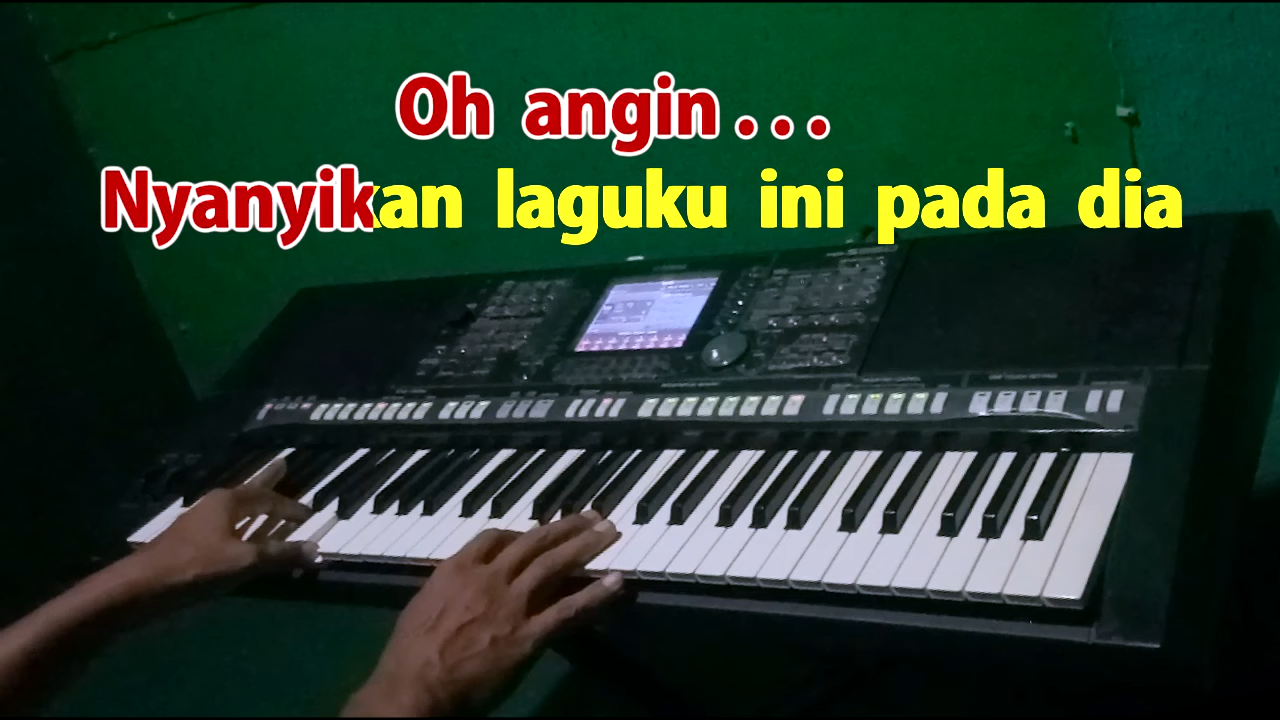 Oh angin . . .
Nyanyikan laguku ini pada dia